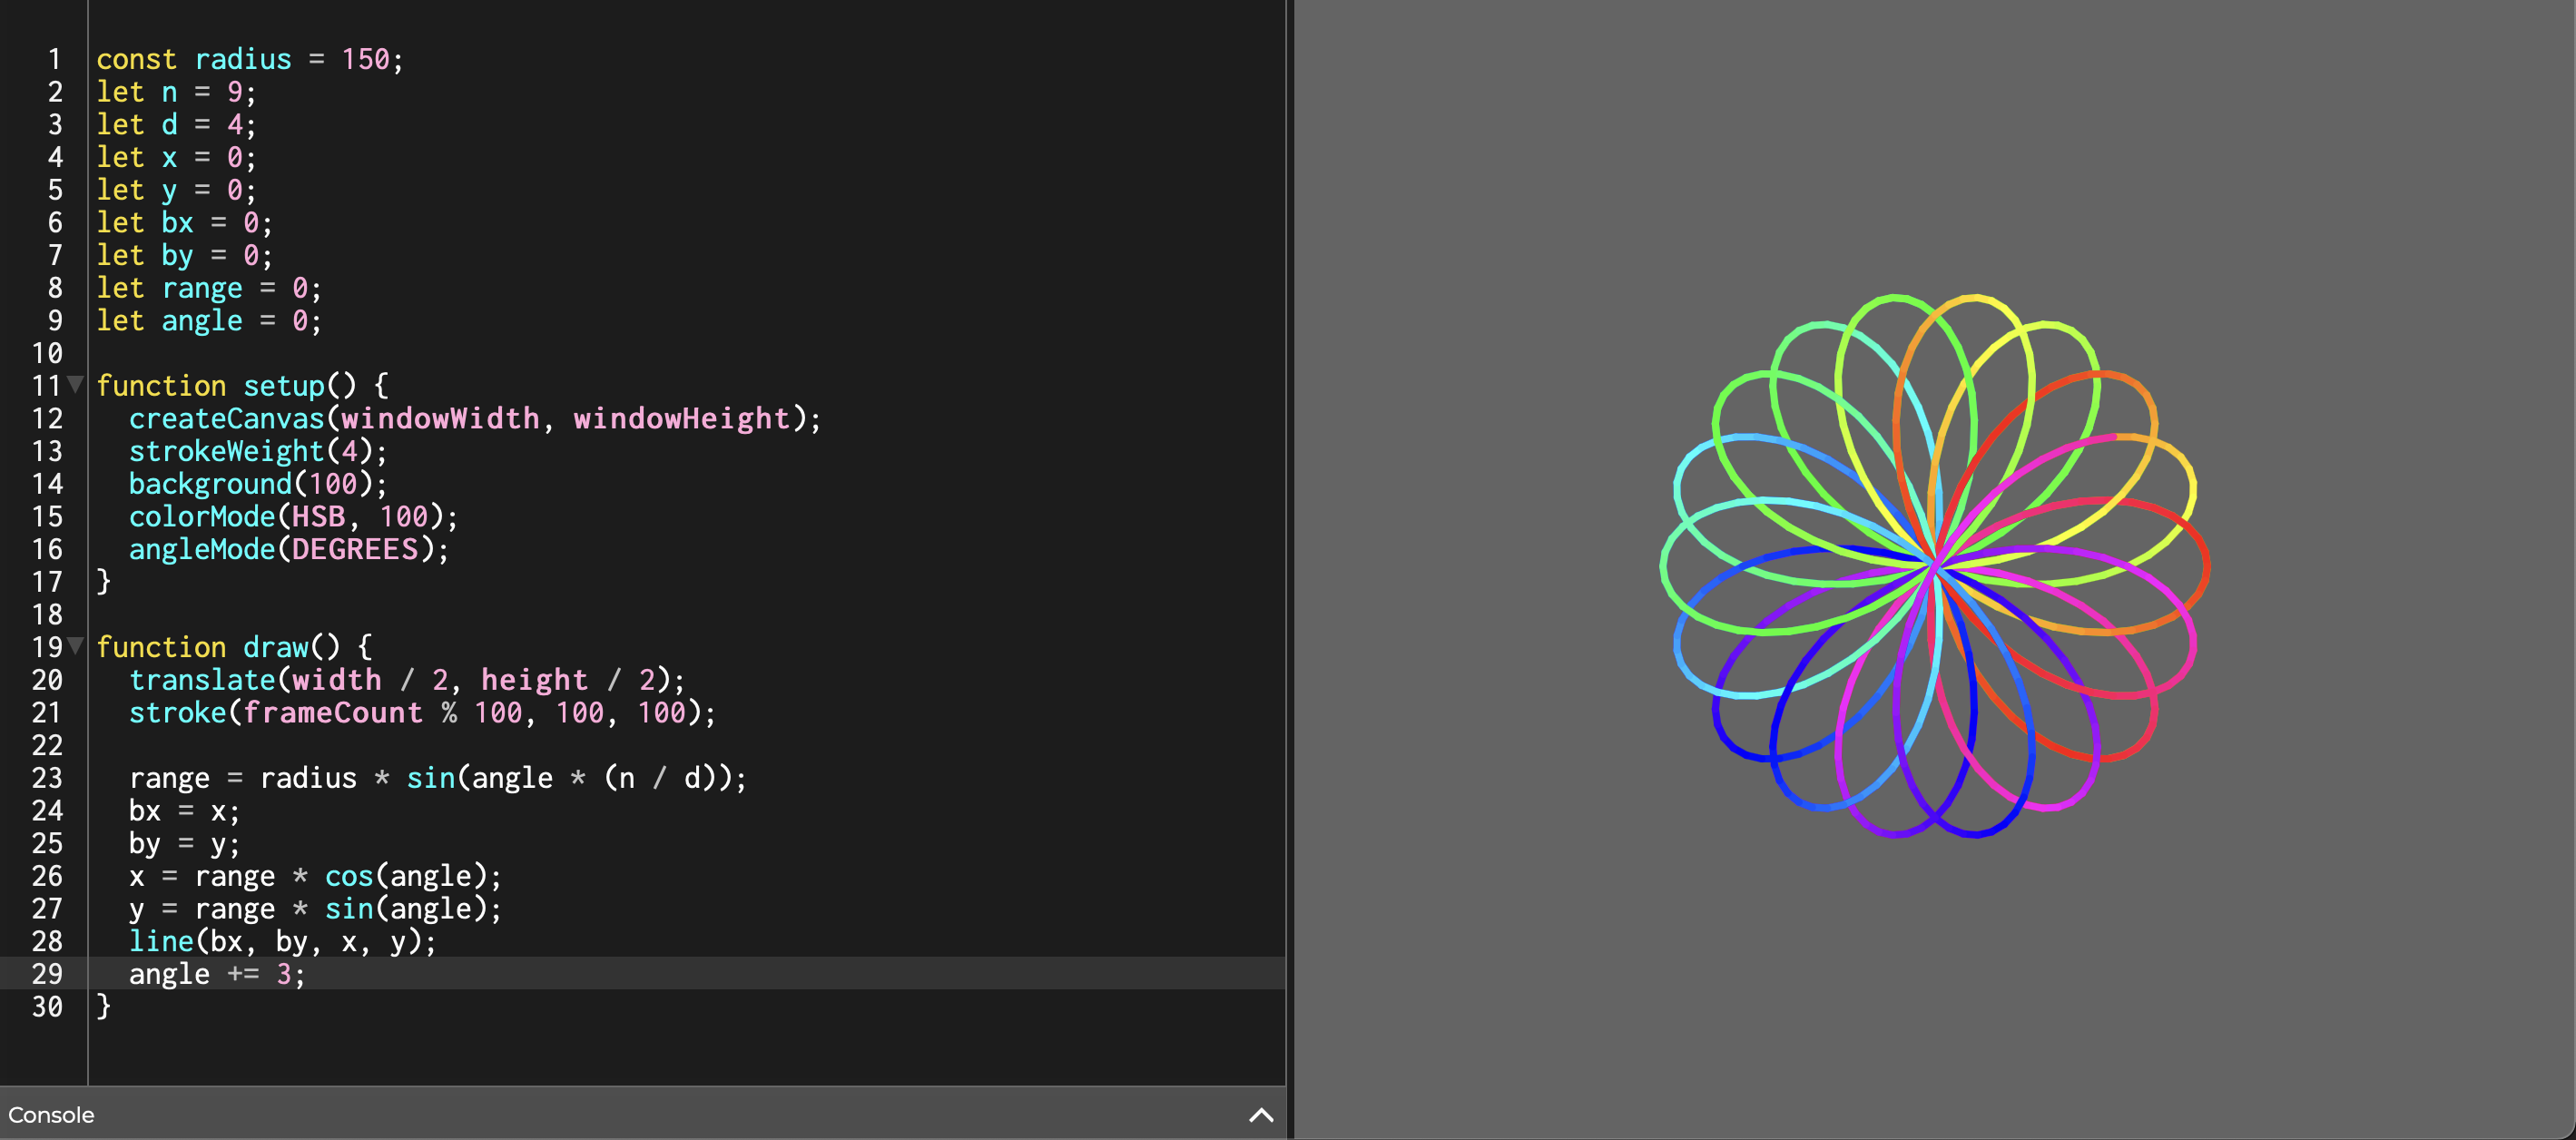 1 const radius = 150;
2 let n = 9;
3 let d = 4;
4 let x = 0;
5 let y = 0;
6 let bx = 0;
7 let by = 0;
8 let range = 0;
9 let angle = 0;
10
11 function setup() {
12   createCanvas(windowWidth, windowHeight);
13   strokeWeight(4);
14   background(100);
15   colorMode(HSB, 100);
16   angleMode(DEGREES);
17 }
18
19 function draw() {
20   translate(width / 2, height / 2);
21   stroke(frameCount % 100, 100, 100);
22
23   range = radius * sin(angle * (n / d));
24   bx = x;
25   by = y;
26   x = range * cos(angle);
27   y = range * sin(angle);
28   line(bx, by, x, y);
29   angle += 3;
30 }
Console